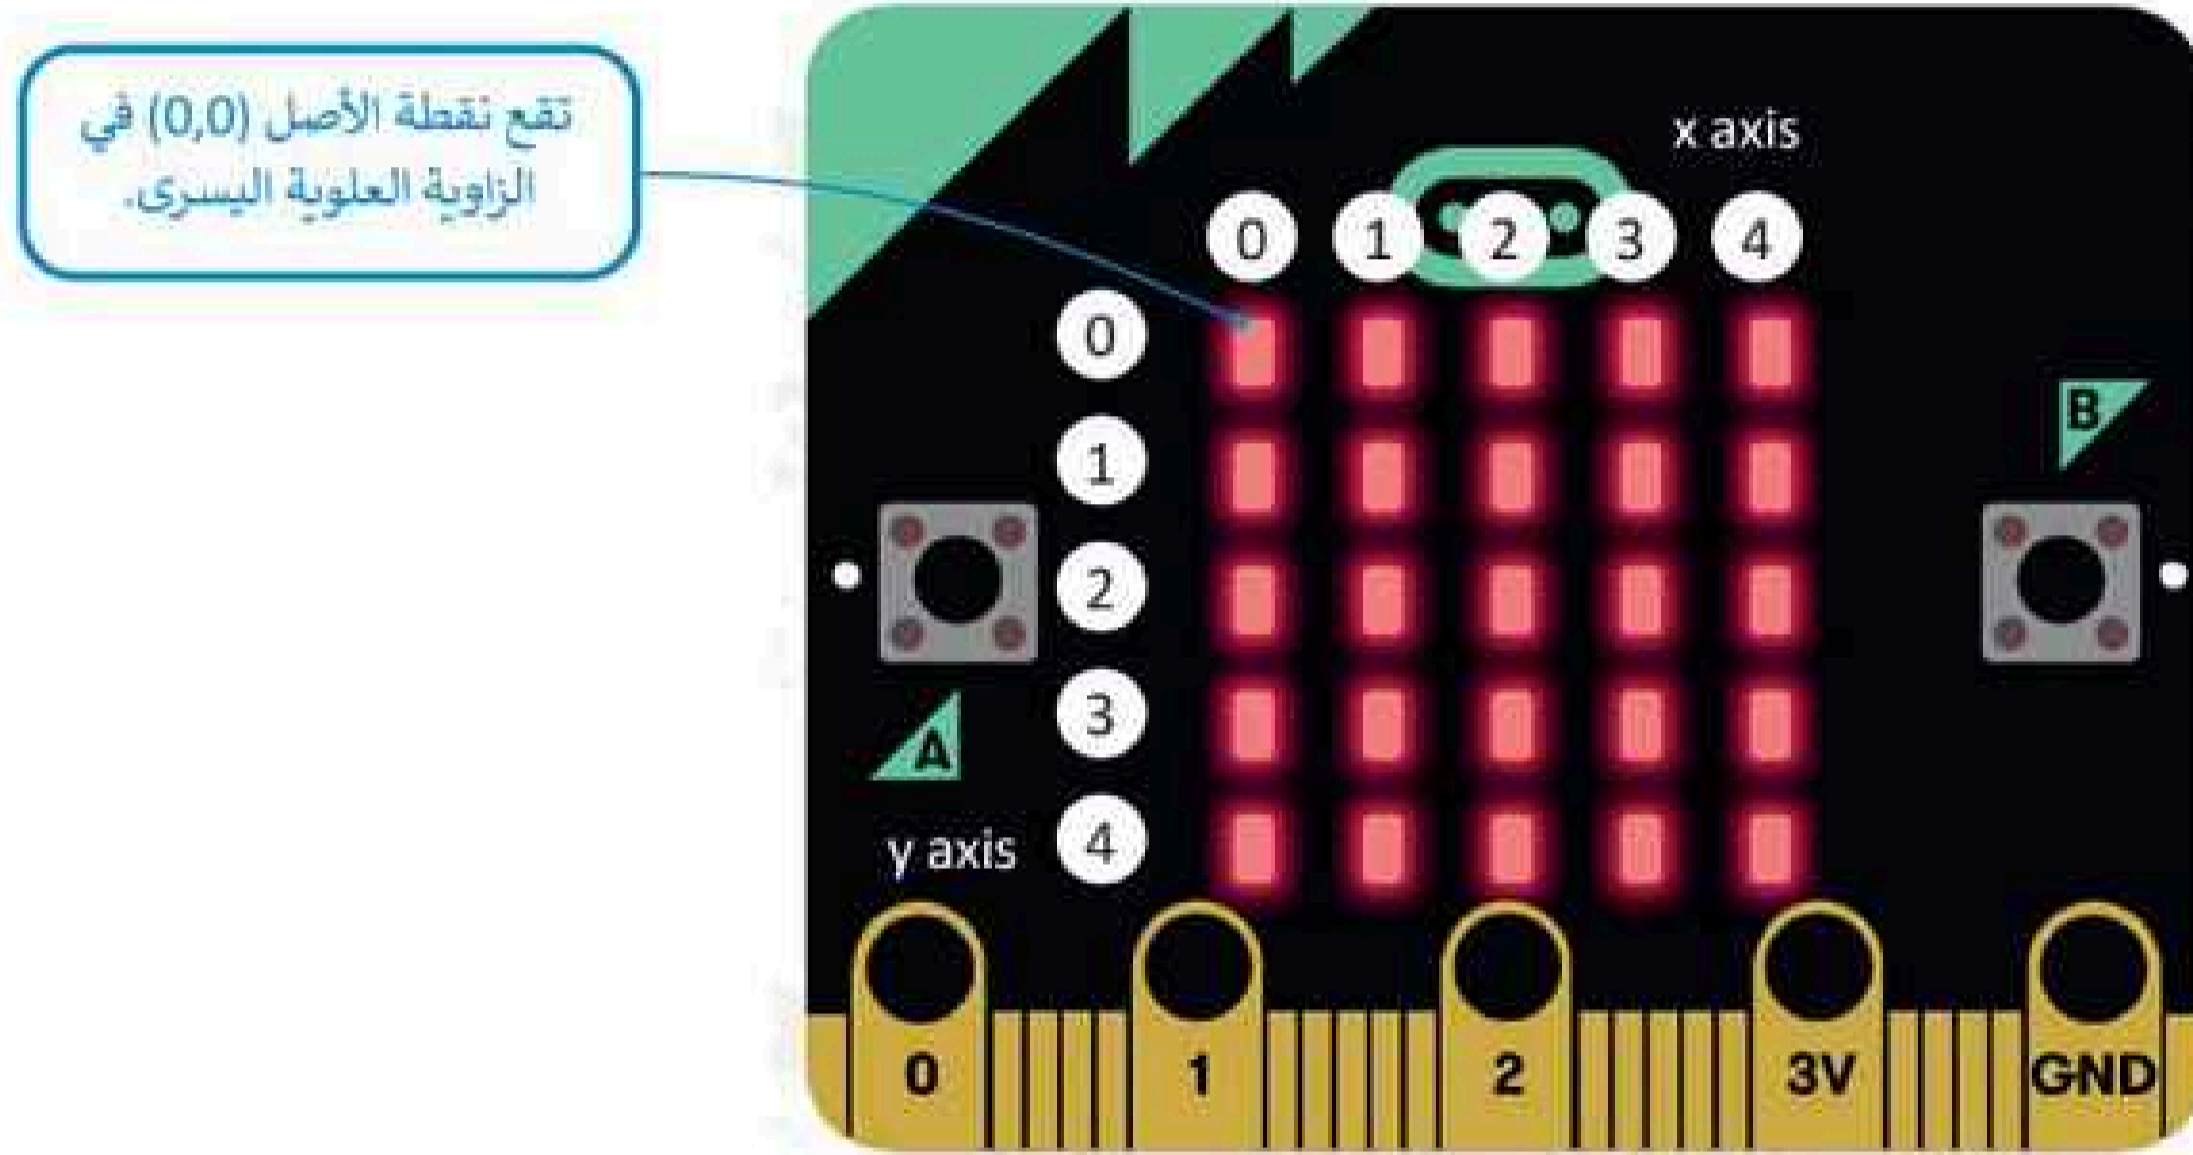 تقع نقطة الأصل (0,0) في
الزاوية العلوية اليسرى.
x axis
0 1 2 3 4
0
1
2
3
4
B
A
y axis
0 1 2 3V GND